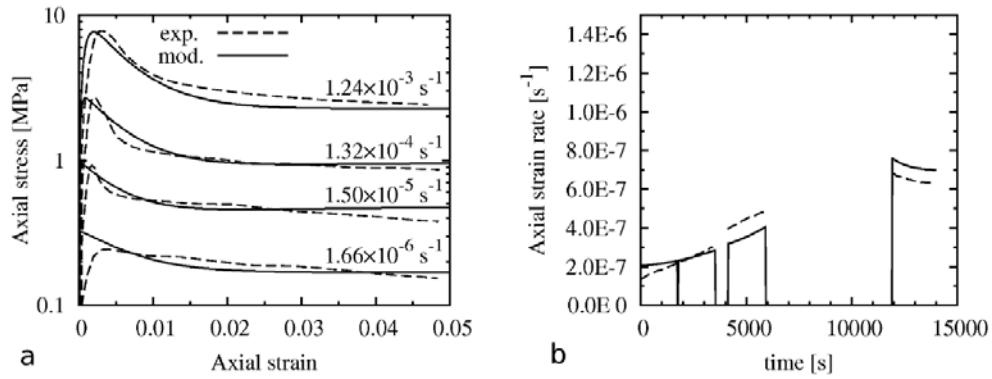 10
1
0.1
Axial stress [MPa]
exp.
mod.
1.24×10⁻³ s⁻¹
1.32×10⁻⁴ s⁻¹
1.50×10⁻⁵ s⁻¹
1.66×10⁻⁶ s⁻¹
0 0.01 0.02 0.03 0.04 0.05
Axial strain
a
Axial strain rate [s⁻¹]
1.4E-6
1.2E-6
1.0E-6
8.0E-7
6.0E-7
4.0E-7
2.0E-7
0.0E 0
0 5000 10000 15000
time [s]
b